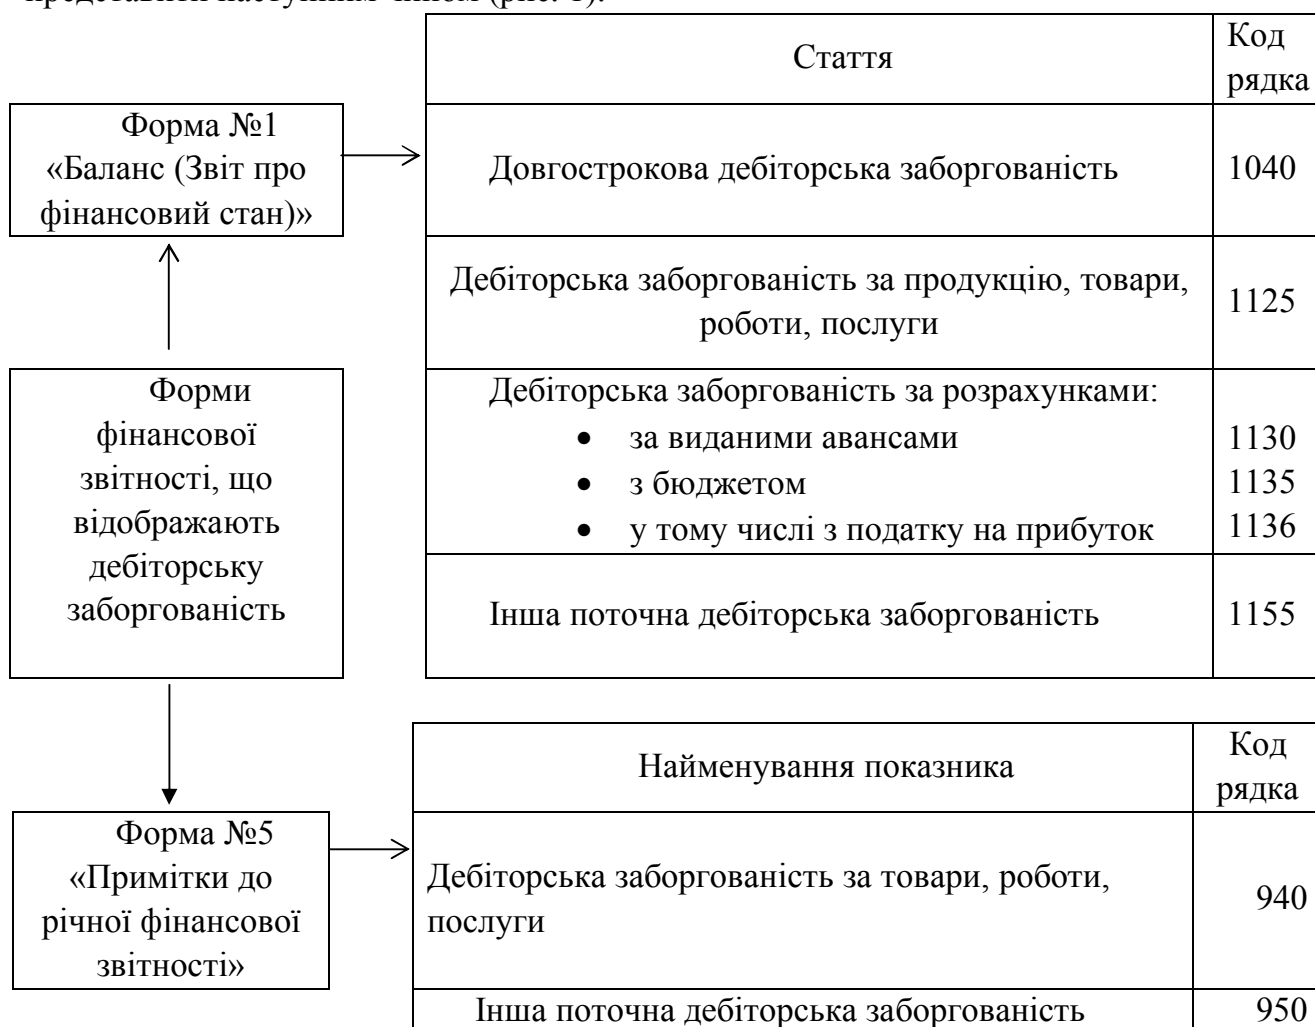 представити наступним чином (рис. 1).
Стаття
Код
рядка
Форма №1
«Баланс (Звіт про
фінансовий стан)»
Довгострокова дебіторська заборгованість
1040
Дебіторська заборгованість за продукцію, товари,
роботи, послуги
1125
Форми
фінансової
звітності, що
відображають
дебіторську
заборгованість
Дебіторська заборгованість за розрахунками:
• за виданими авансами
1130
• з бюджетом
1135
• у тому числі з податку на прибуток
1136
Інша поточна дебіторська заборгованість
1155
Найменування показника
Код
рядка
Форма №5
«Примітки до
річної фінансової
звітності»
Дебіторська заборгованість за товари, роботи,
послуги
940
Інша поточна дебіторська заборгованість
950